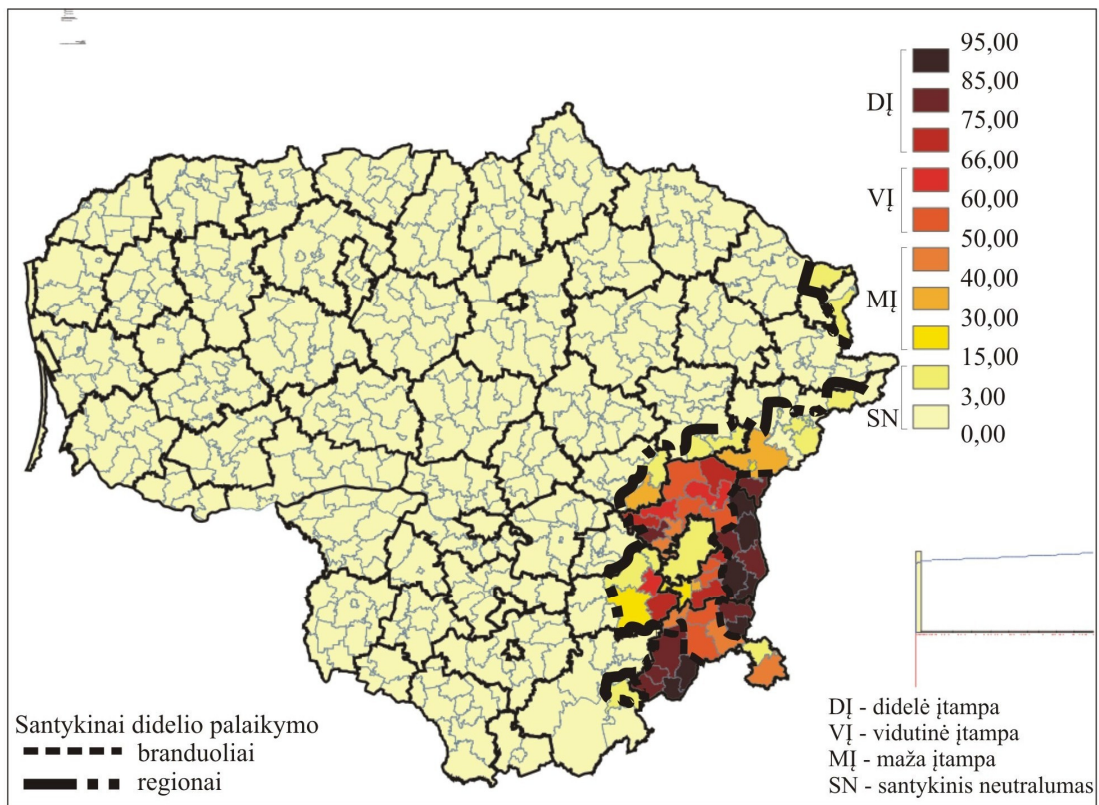 95,00
85,00
DĮ
75,00
66,00
VĮ
60,00
50,00
MĮ
40,00
30,00
15,00
3,00
SN
0,00
Santykinai didelio palaikymo
branduoliai
regionai
DĮ - didelė įtampa
VĮ - vidutinė įtampa
MĮ - maža įtampa
SN - santykinis neutralumas